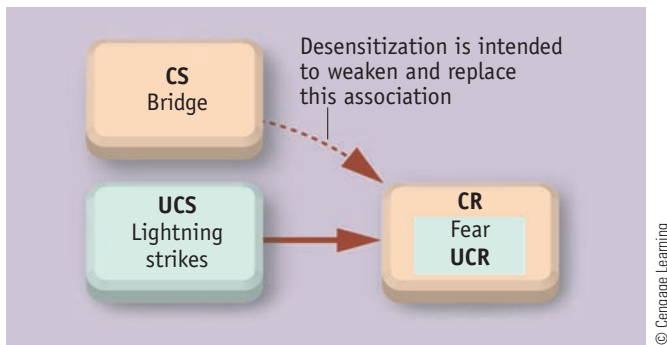 Desensitization is intended
to weaken and replace
this association
CS
Bridge
UCS
Lightning
strikes
CR
Fear
UCR
© Cengage Learning